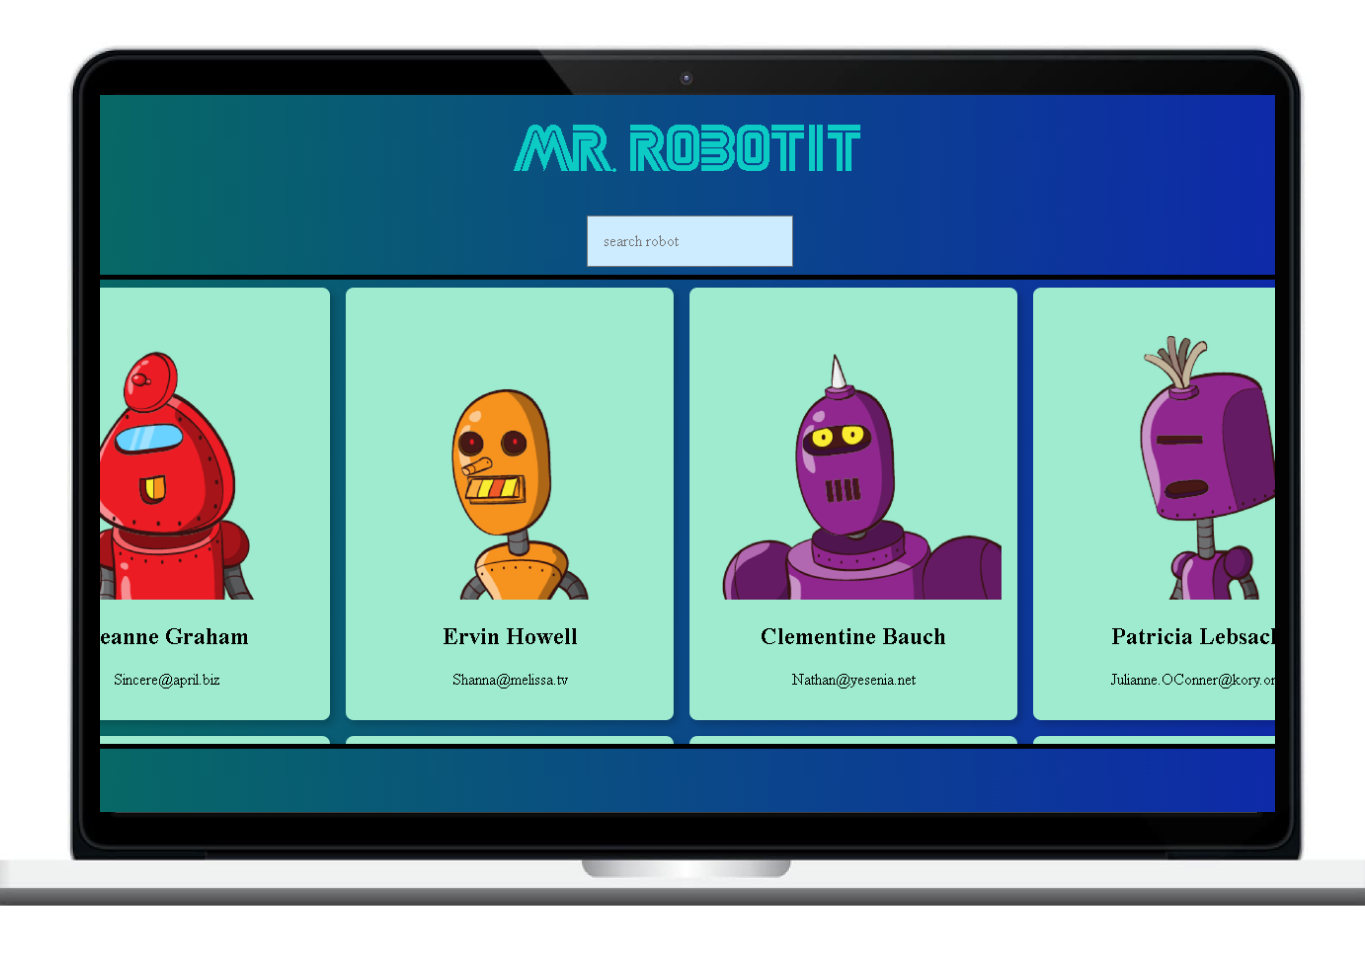 MR. ROBOTIT
search robot
eanne Graham
Sincere@april.biz
Ervin Howell
Shanna@melissa.tv
Clementine Bauch
Nathan@yesenia.net
Patricia Lebsac
Julianne.OConner@kory.or